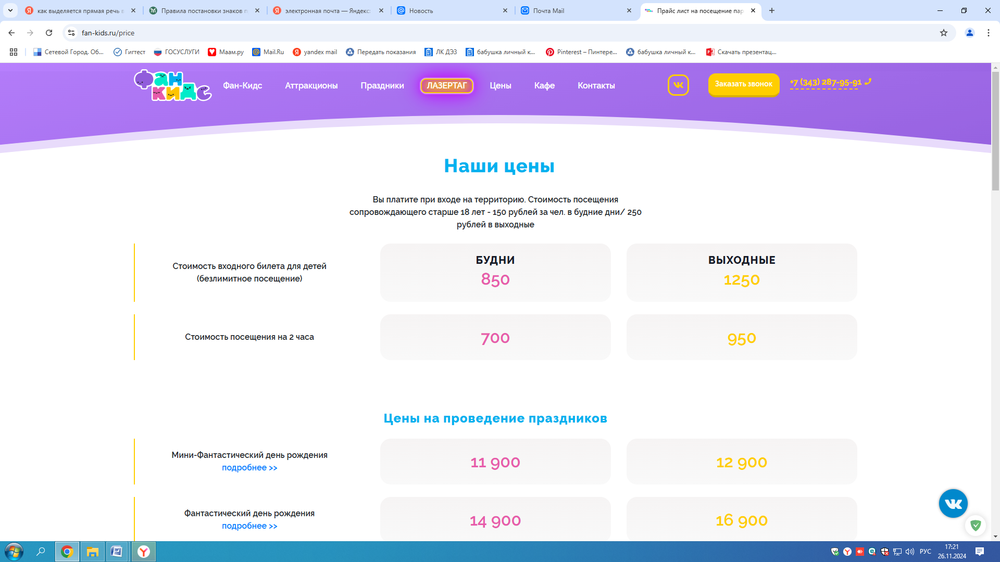 как выделяется прямая речь в
Правила постановки знаков п
электронная почта — Яндекс
Новость
Почта Mail
Прайс лист на посещение пар
fan-kids.ru/price
Сетевой Город. Об...
Гигтест
ГОСУСЛУГИ
Маам.ру
Mail.Ru
yandex mail
Передать показания
ЛК ДЭЗ
бабушка личный к...
Pinterest – Пинтере...
бабушка личный к...
Скачать презентац...
Фан Кидс
Фан-Кидс
Аттракционы
Праздники
ЛАЗЕРТАГ
Цены
Кафе
Контакты
Заказать звонок
+7 (343) 287-95-91
Наши цены
Вы платите при входе на территорию. Стоимость посещения
сопровождающего старше 18 лет - 150 рублей за чел. в будние дни/ 250
рублей в выходные
Стоимость входного билета для детей
(безлимитное посещение)
БУДНИ
850
ВЫХОДНЫЕ
1250
Стоимость посещения на 2 часа
700
950
Цены на проведение праздников
Мини-Фантастический день рождения
подробнее >>
11 900
12 900
Фантастический день рождения
подробнее >>
14 900
16 900
РУС
17:21
26.11.2024